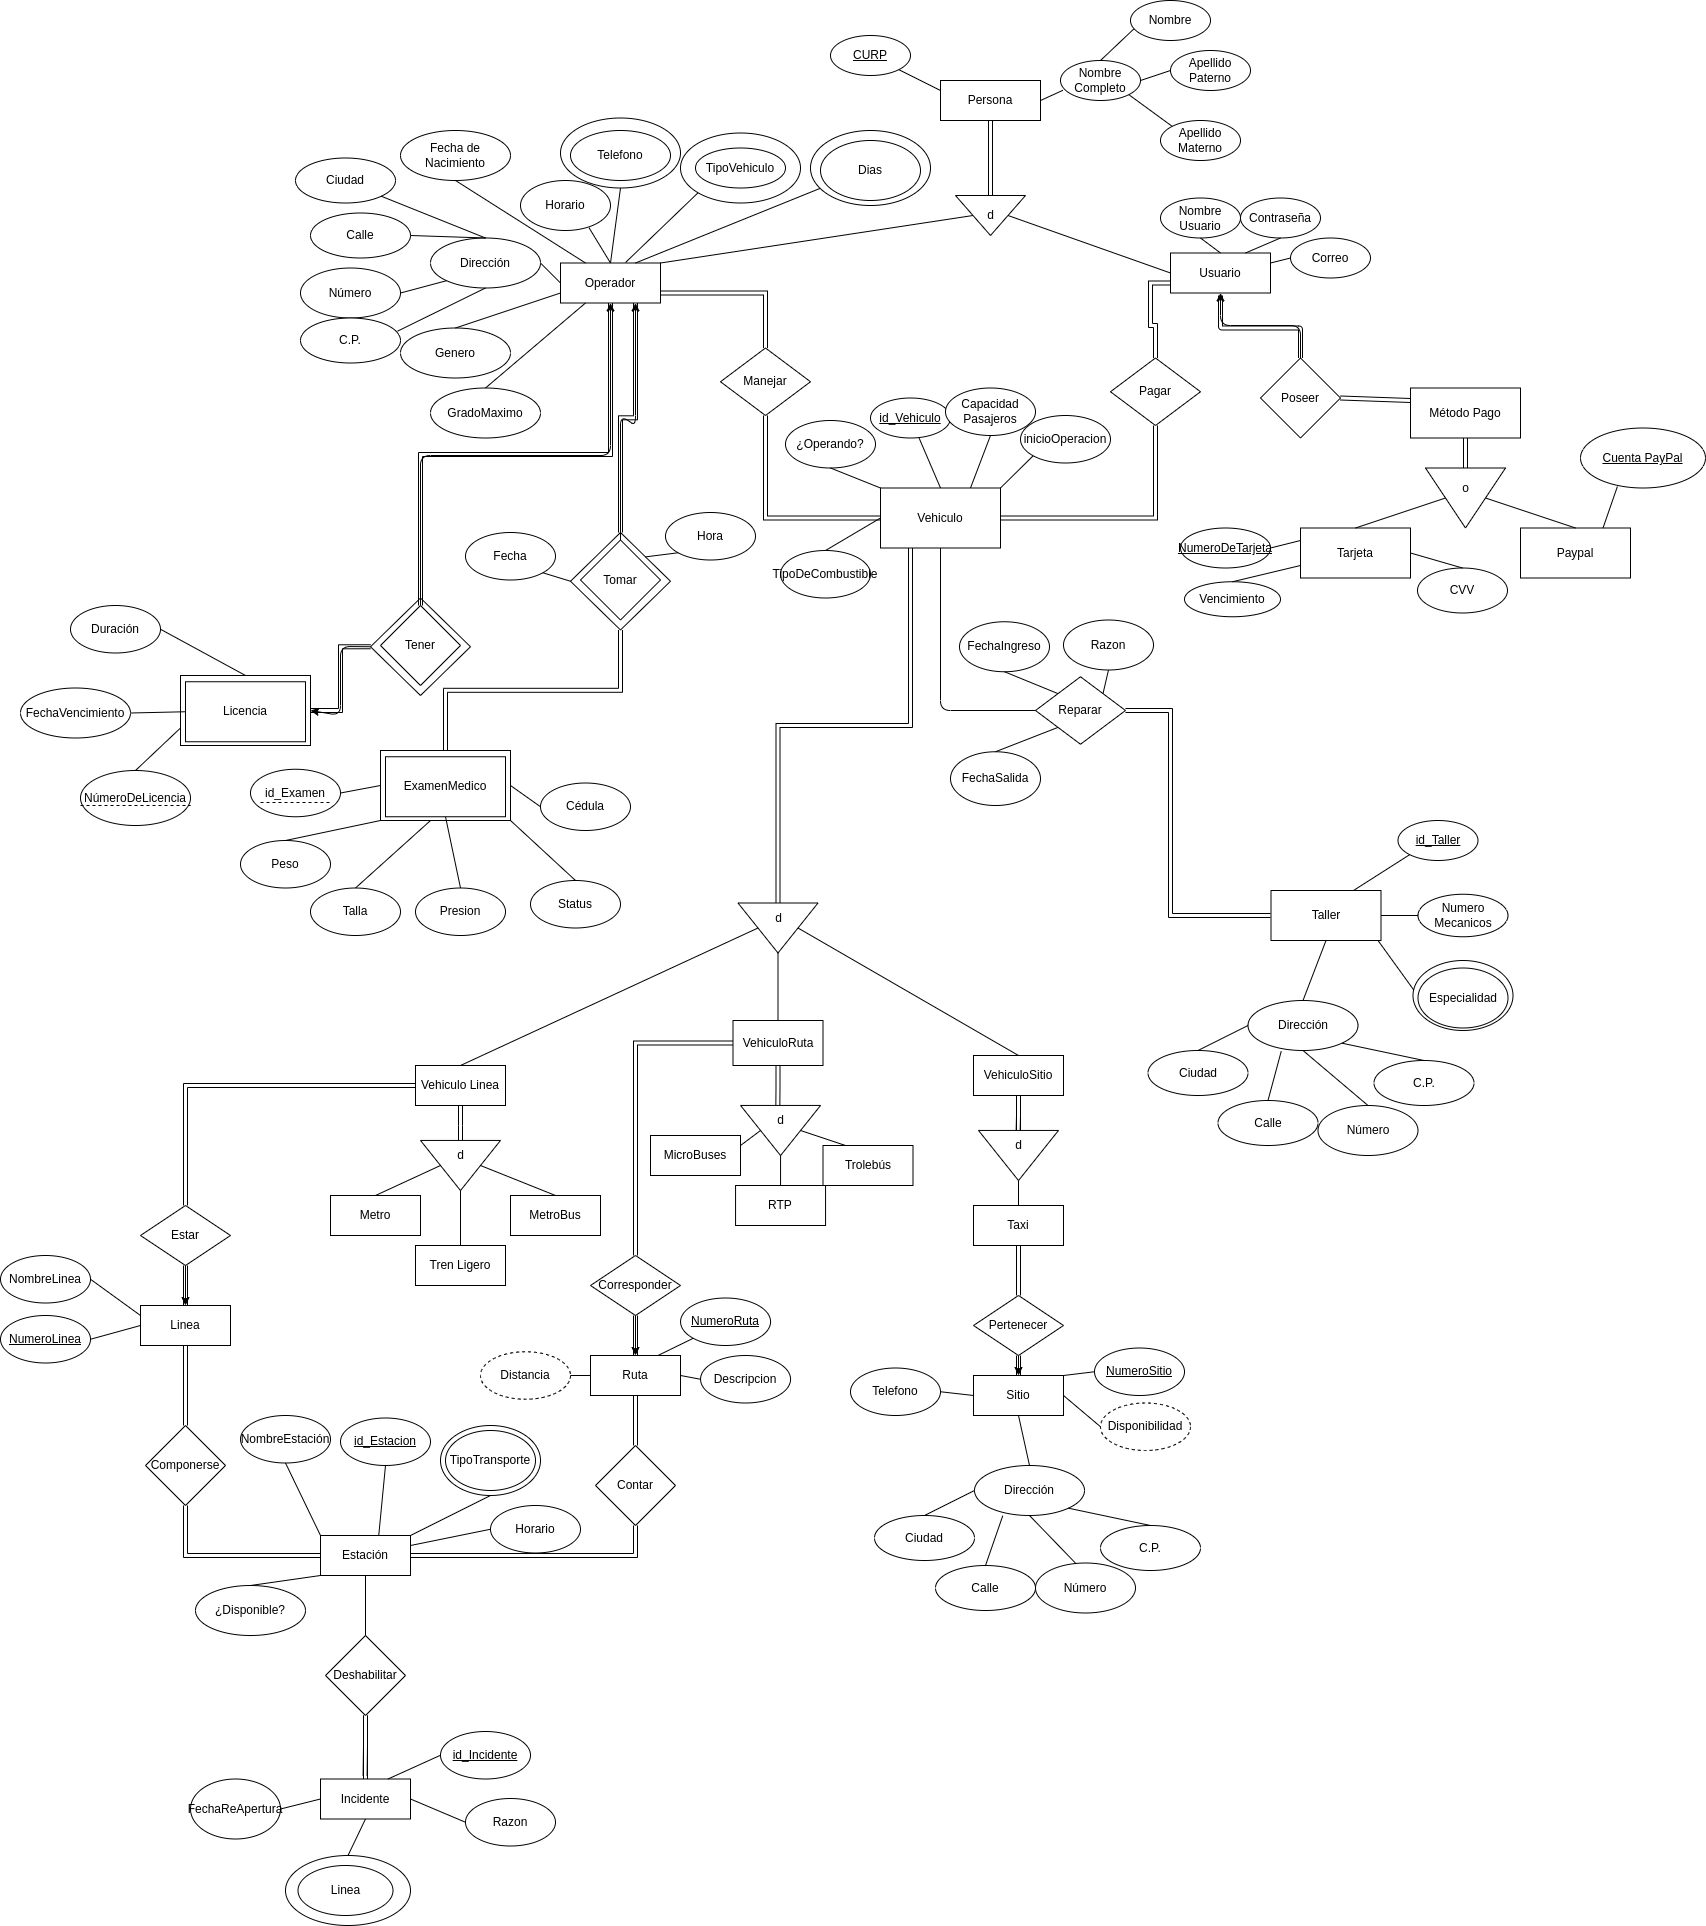 Nombre
CURP
Apellido
Paterno
Nombre
Completo
Persona
Apellido
Materno
Fecha de
Nacimiento
Telefono
TipoVehiculo
Dias
Ciudad
Horario
d
Nombre
Usuario
Contraseña
Calle
Dirección
Correo
Operador
Usuario
Número
C.P.
Genero
Manejar
Pagar
Poseer
GradoMaximo
Método Pago
id_Vehiculo
Capacidad
Pasajeros
¿Operando?
inicioOperacion
Cuenta PayPal
o
Vehiculo
Hora
Fecha
NumeroDeTarjeta
Tarjeta
Paypal
Tomar
TipoDeCombustible
CVV
Vencimiento
Duración
Tener
FechaIngreso
Razon
Licencia
FechaVencimiento
Reparar
ExamenMedico
id_Examen
NúmeroDeLicencia
Cédula
FechaSalida
Peso
id_Taller
Talla
Presion
Status
d
Taller
Numero
Mecanicos
Especialidad
Dirección
VehiculoRuta
Vehiculo Linea
VehiculoSitio
Ciudad
C.P.
d
Calle
Número
d
MicroBuses
Trolebús
d
RTP
Metro
MetroBus
Taxi
Estar
Tren Ligero
NombreLinea
Corresponder
Linea
NumeroLinea
NumeroRuta
Pertenecer
Distancia
Ruta
Descripcion
Telefono
Sitio
NumeroSitio
Disponibilidad
NombreEstación
id_Estacion
TipoTransporte
Componerse
Contar
Dirección
Horario
Ciudad
C.P.
Estación
Calle
Número
¿Disponible?
Deshabilitar
id_Incidente
Incidente
FechaReApertura
Razon
Linea